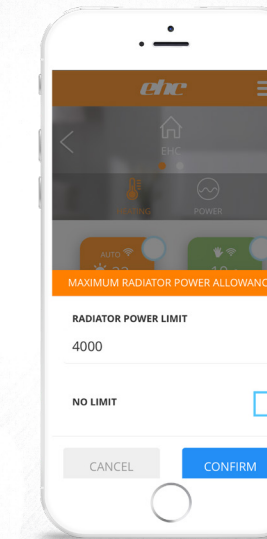 ehc
EHC
HEATING POWER
AUTO
MAXIMUM RADIATOR POWER ALLOWANC
RADIATOR POWER LIMIT
4000
NO LIMIT
CANCEL CONFIRM